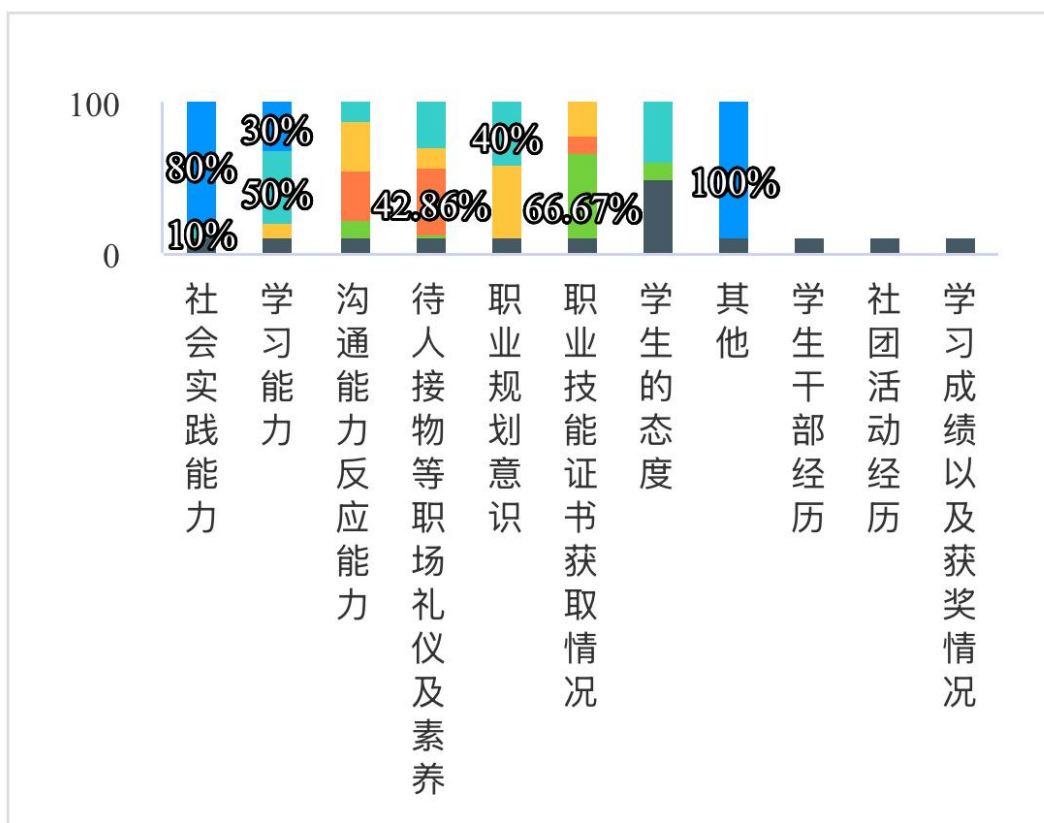 100
0
80%
10%
30%
50%
42.86%
40%
66.67%
100%
社会实践能力
学习能力
沟通能力反应能力
待人接物等职场礼仪及素养
职业规划意识
职业技能证书获取情况
学生的态度
其他
学生干部经历
社团活动经历
学习成绩以及获奖情况